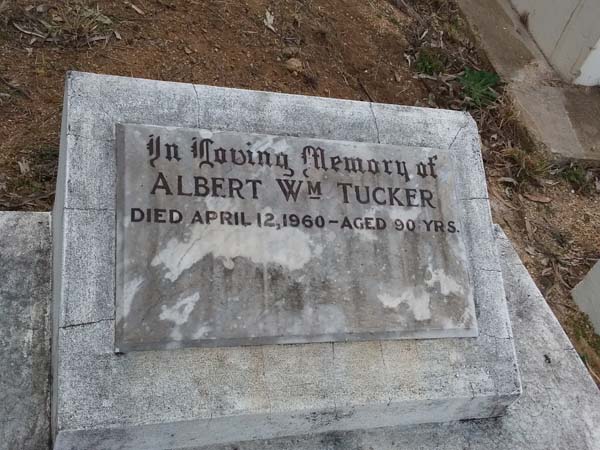 In Loving Memory of
ALBERT WM TUCKER
DIED APRIL 12, 1960 - AGED 90 YRS.